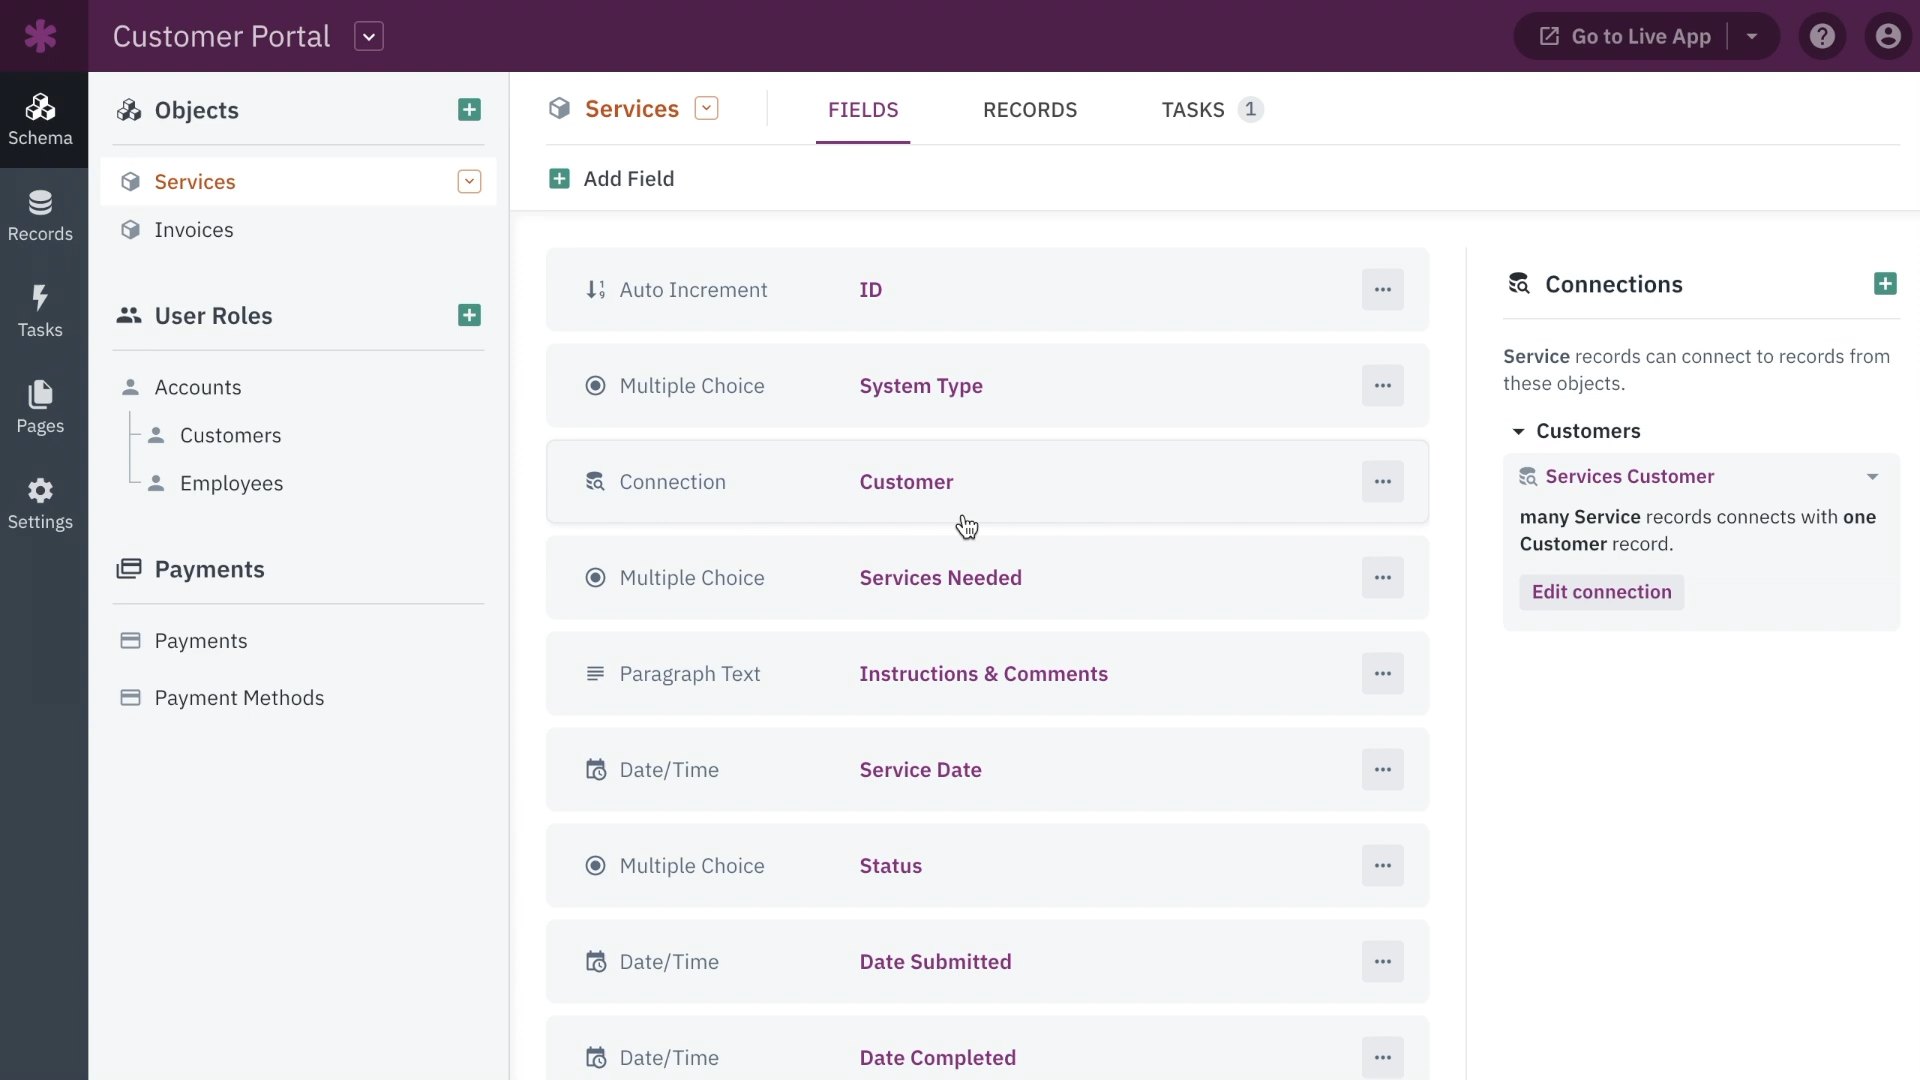 Customer Portal
Go to Live App
Schema
Records
Tasks
Pages
Settings
Objects
Services
Invoices
User Roles
Accounts
Customers
Employees
Payments
Payments
Payment Methods
Services
FIELDS
RECORDS
TASKS 1
Add Field
Auto Increment ID
Multiple Choice System Type
Connection Customer
Multiple Choice Services Needed
Paragraph Text Instructions & Comments
Date/Time Service Date
Multiple Choice Status
Date/Time Date Submitted
Date/Time Date Completed
Connections
Service records can connect to records from
these objects.
Customers
Services Customer
many Service records connects with one
Customer record.
Edit connection